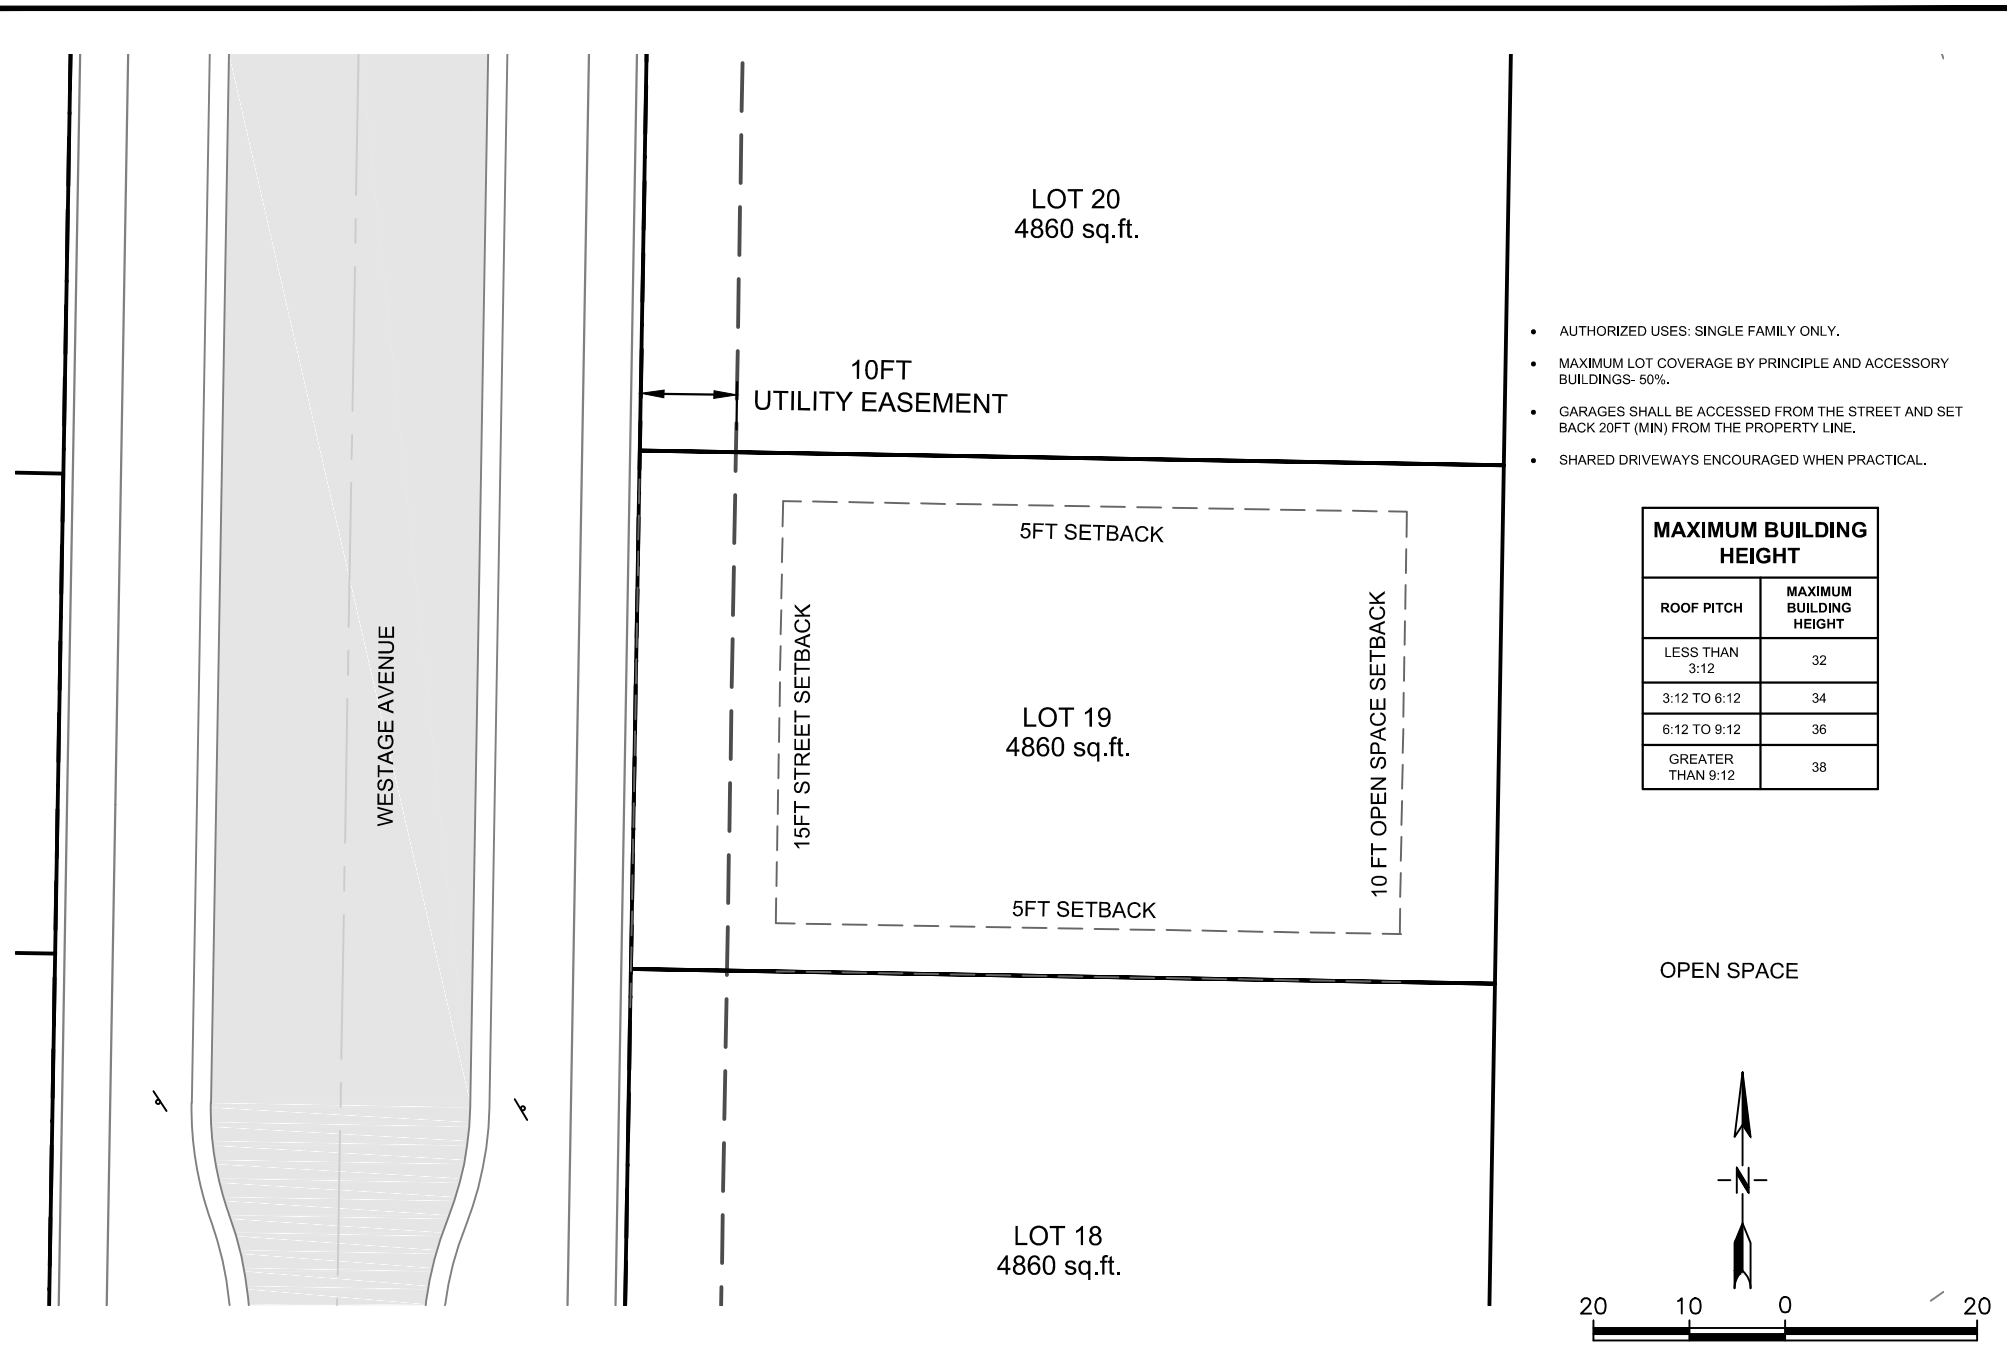 LOT 20
4860 sq.ft.
10FT
UTILITY EASEMENT
• AUTHORIZED USES: SINGLE FAMILY ONLY.
• MAXIMUM LOT COVERAGE BY PRINCIPLE AND ACCESSORY
BUILDINGS- 50%.
• GARAGES SHALL BE ACCESSED FROM THE STREET AND SET
BACK 20FT (MIN) FROM THE PROPERTY LINE.
• SHARED DRIVEWAYS ENCOURAGED WHEN PRACTICAL.
5FT SETBACK
WESTAGE AVENUE
15FT STREET SETBACK
LOT 19
4860 sq.ft.
10 FT OPEN SPACE SETBACK
5FT SETBACK
MAXIMUM BUILDING
HEIGHT
ROOF PITCH
MAXIMUM
BUILDING
HEIGHT
LESS THAN
3:12
32
3:12 TO 6:12
34
6:12 TO 9:12
36
GREATER
THAN 9:12
38
OPEN SPACE
LOT 18
4860 sq.ft.
N
20 10 0 20